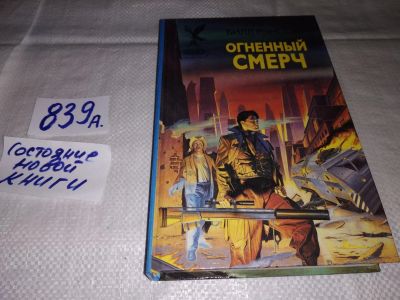 839А.
Состояние
новой
книги
ОГНЕННЫЙ
СМЕРЧ